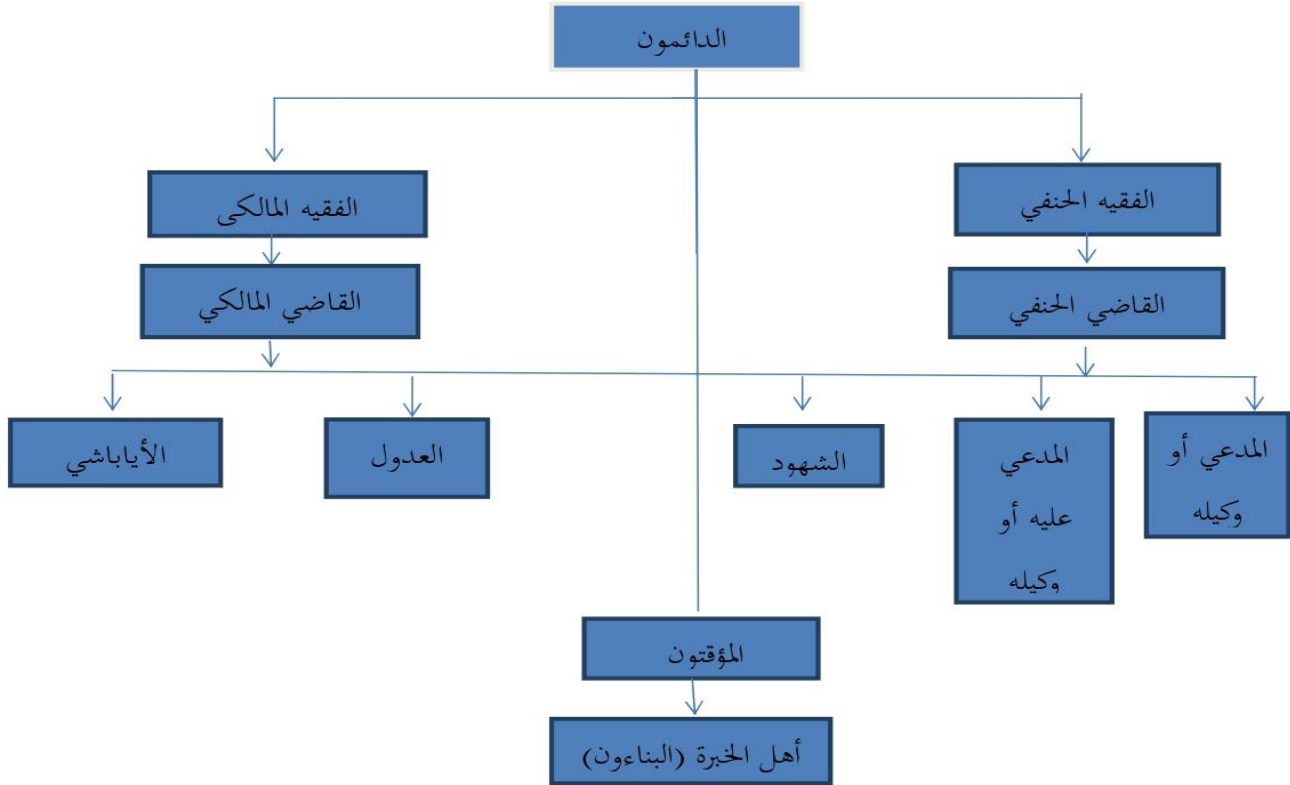 الدائمون
الفقيه الحنفي
الفقيه المالكى
القاضي الحنفي
القاضي المالكي
المدعي أو
وكيله
المدعي
عليه أو
وكيله
الشهود
العدول
الأياباشي
المؤقتون
أهل الخبرة (البناءون)